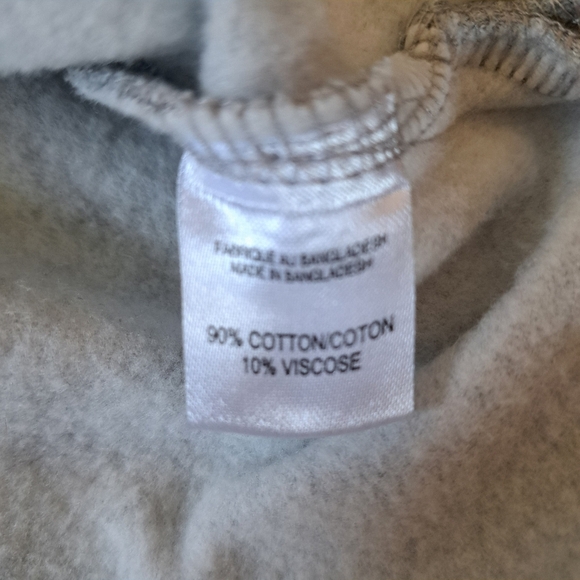 FABRIQUÉ AU BANGLADESH
MADE IN BANGLADESH
90% COTTON/COTON
10% VISCOSE